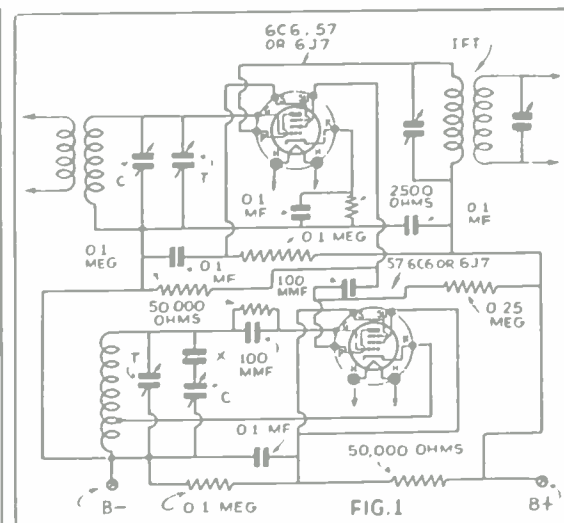 6C6.57
OR 6J7
IFT
C
T
0.1
MF
2500
OHMS
0.1
MF
0.1
MEG
0.1 MEG
0.1
MF
50,000
OHMS
100
MMF
57 6C6 OR 6J7
0.25
MEG
T
X
100
MMF
C
0.1 MF
50,000 OHMS
0.1 MEG
B-
FIG.1
B+